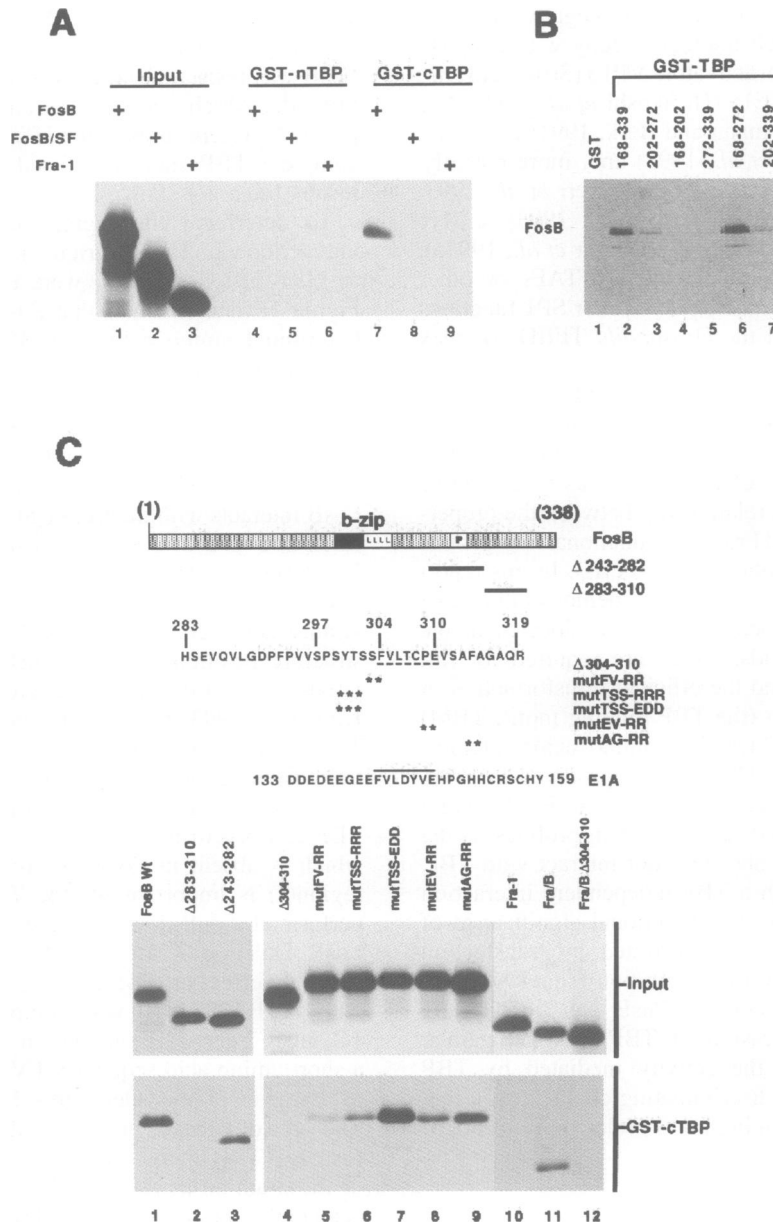 A
Input GST-nTBP GST-cTBP
FosB + + +
FosB/SF + + +
Fra-1 + + +
1 2 3 4 5 6 7 8 9
B
GST-TBP
GST 168-339 202-272 168-202 272-339 168-272 202-339
FosB
1 2 3 4 5 6 7
C
(1) b-zip (338)
L L L L P FosB
Δ 243-282
Δ 283-310
283 297 304 310 319
HSEVQVLGDPFPVVSPSYTSSFVLTCPEVSAFAGAQR
Δ304-310
** mutFV-RR
*** mutTSS-RRR
*** mutTSS-EDD
** mutEV-RR
** mutAG-RR
133 DDEDEEGEEFVLDYVEHPGHHCRSCHY 159 E1A
FosB Wt Δ283-310 Δ243-282 Δ304-310 mutFV-RR mutTSS-RRR mutTSS-EDD mutEV-RR mutAG-RR Fra-1 Fra/B Fra/B Δ304-310
Input
GST-cTBP
1 2 3 4 5 6 7 8 9 10 11 12